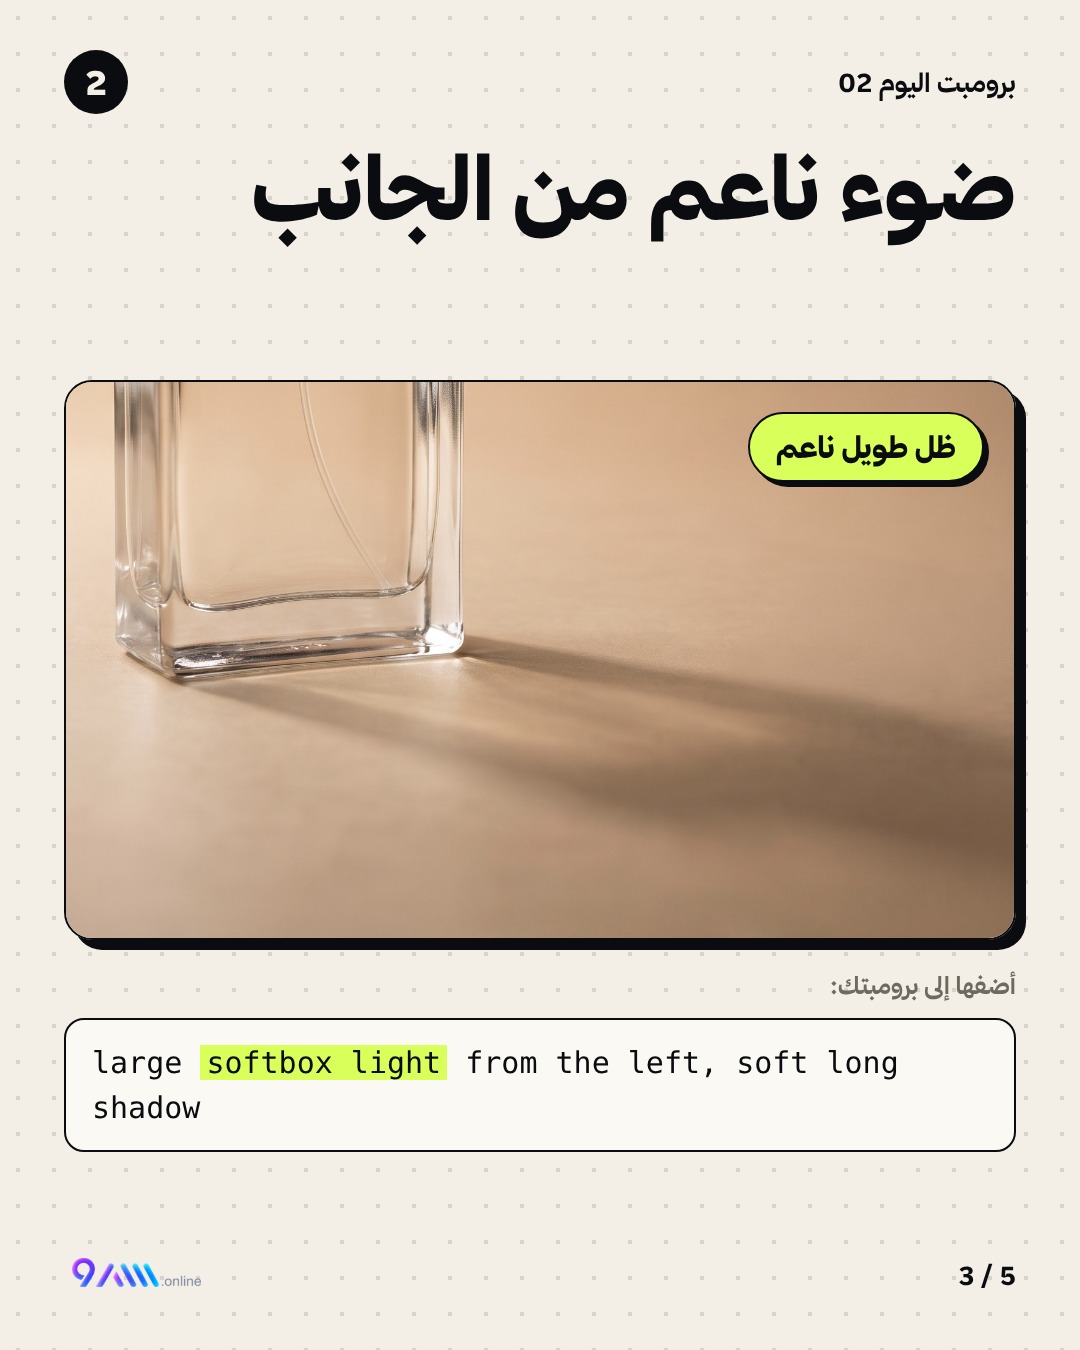 برومبت اليوم 02
2
ضوء ناعم من الجانب
ظل طويل ناعم
أضفها إلى برومبتك:
large softbox light from the left, soft long
shadow
9AM.online
3 / 5